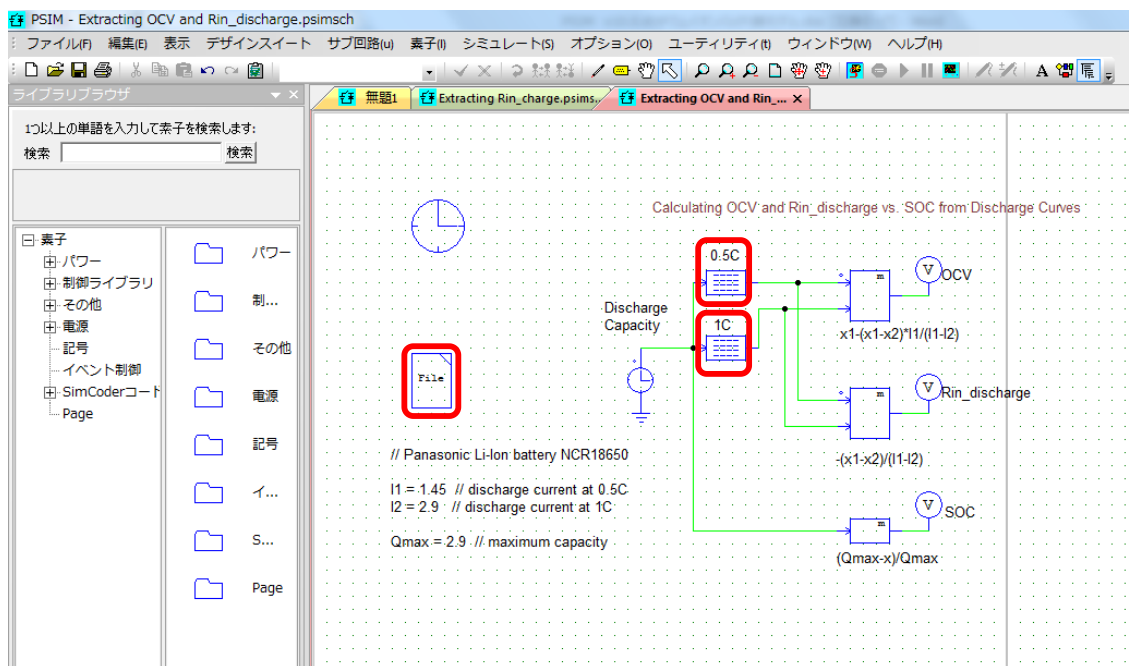 PSIM - Extracting OCV and Rin_discharge.psimsch
ファイル(F) 編集(E) 表示 デザインスイート サブ回路(u) 素子(I) シミュレート(S) オプション(O) ユーティリティ(t) ウィンドウ(W) ヘルプ(H)
ライブラリブラウザ
無題1 Extracting Rin_charge.psims... Extracting OCV and Rin_...
1つ以上の単語を入力して素子を検索します:
検索 検索
素子
パワー
制御ライブラリ
その他
電源
記号
イベント制御
SimCoderコート
Page
パワー
制...
その他
電源
記号
イ...
S...
Page
Calculating OCV and Rin_discharge vs. SOC from Discharge Curves
0.5C
V OCV
m
Discharge
Capacity
1C
x1-(x1-x2)*I1/(I1-I2)
File
V Rin_discharge
m
-(x1-x2)/(I1-I2)
// Panasonic Li-Ion battery NCR18650
I1 = 1.45 // discharge current at 0.5C
I2 = 2.9 // discharge current at 1C
Qmax = 2.9 // maximum capacity
V SOC
m
(Qmax-x)/Qmax